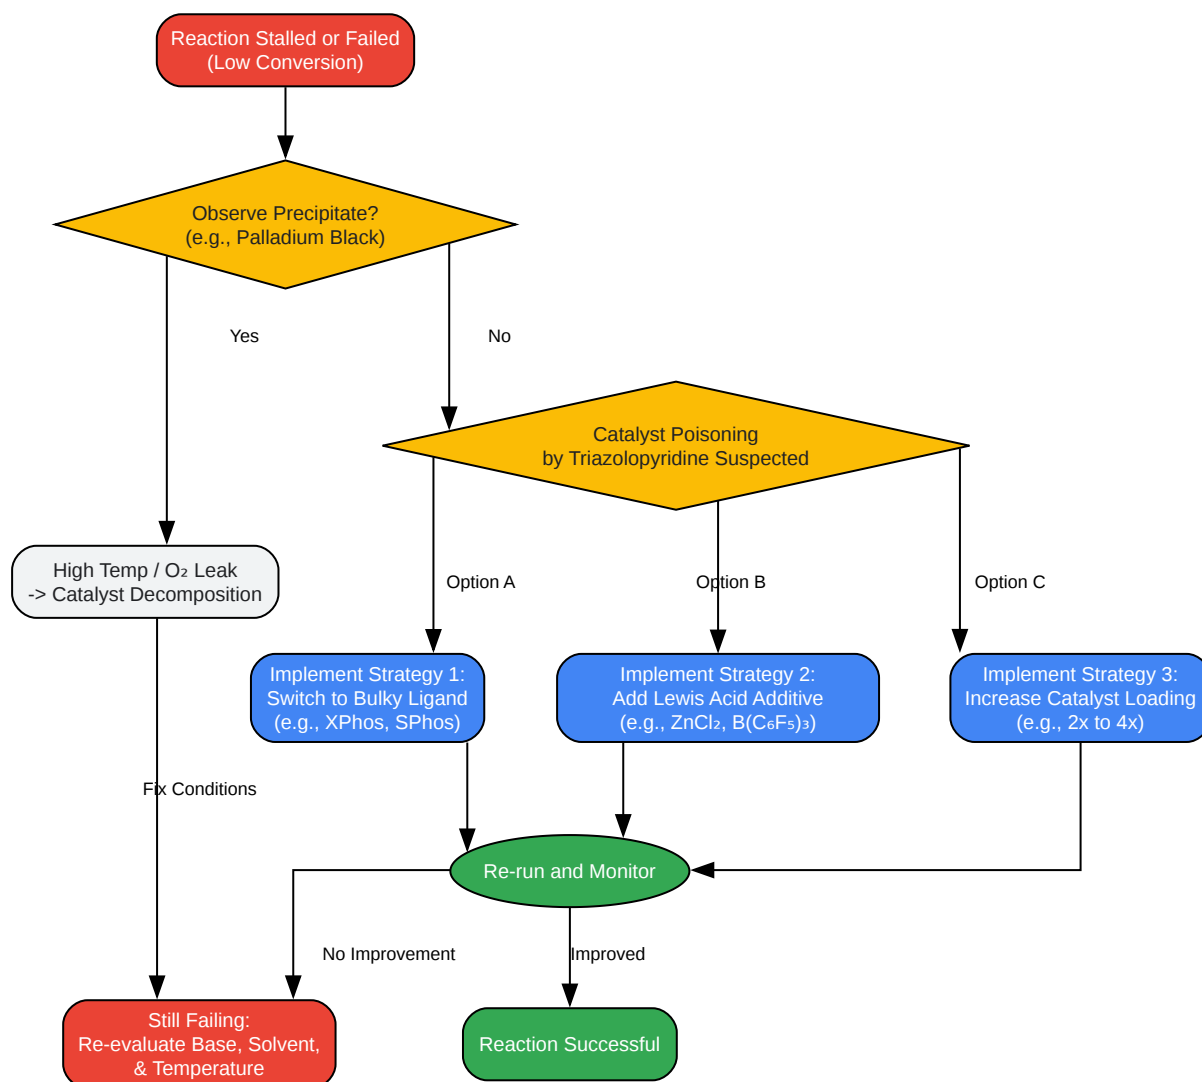 Reaction Stalled or Failed
(Low Conversion)
Observe Precipitate?
(e.g., Palladium Black)
Yes
No
Catalyst Poisoning
by Triazolopyridine Suspected
High Temp / O₂ Leak
-> Catalyst Decomposition
Option A
Option B
Option C
Implement Strategy 1:
Switch to Bulky Ligand
(e.g., XPhos, SPhos)
Implement Strategy 2:
Add Lewis Acid Additive
(e.g., ZnCl₂, B(C₆F₅)₃)
Implement Strategy 3:
Increase Catalyst Loading
(e.g., 2x to 4x)
Fix Conditions
Re-run and Monitor
No Improvement
Improved
Still Failing:
Re-evaluate Base, Solvent,
& Temperature
Reaction Successful